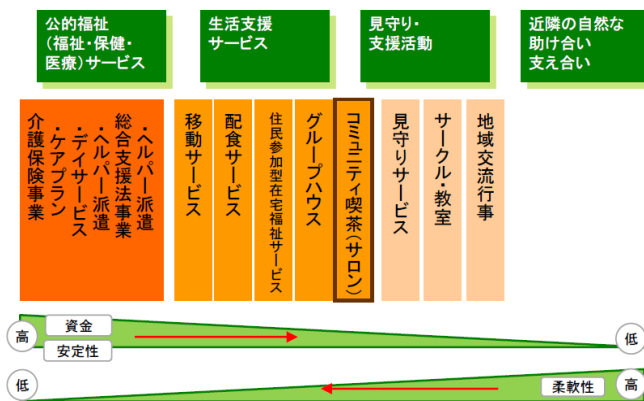 公的福祉
（福祉・保健・
医療）サービス
生活支援
サービス
見守り・
支援活動
近隣の自然な
助け合い
支え合い
・ヘルパー派遣
総合支援法事業
・ヘルパー派遣
・デイサービス
・ケアプラン
介護保険事業
移動サービス
配食サービス
住民参加型在宅福祉サービス
グループハウス
コミュニティ喫茶（サロン）
見守りサービス
サークル・教室
地域交流行事
高
資金
安定性
低
低
柔軟性
高